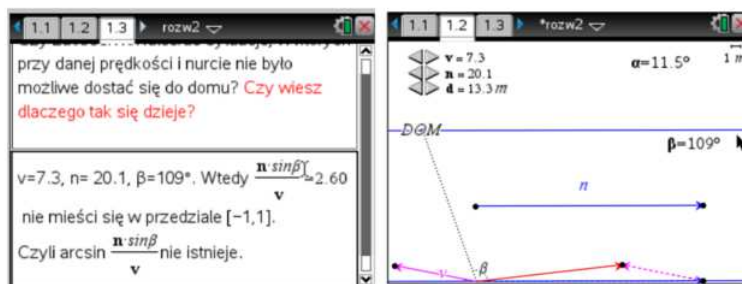 1.1 1.2 1.3 rozw2
przy danej prędkości i nurcie nie było
możliwe dostać się do domu? Czy wiesz
dlaczego tak się dzieje?
v=7.3, n= 20.1, β=109°. Wtedy n·sinβ/v =2.60
nie mieści się w przedziale [−1,1].
Czyli arcsin n·sinβ/v nie istnieje.
1.1 1.2 1.3 *rozw2
v = 7.3
n = 20.1
d = 13.3 m
α=11.5°
1 m
DOM
β=109°
n
v
β